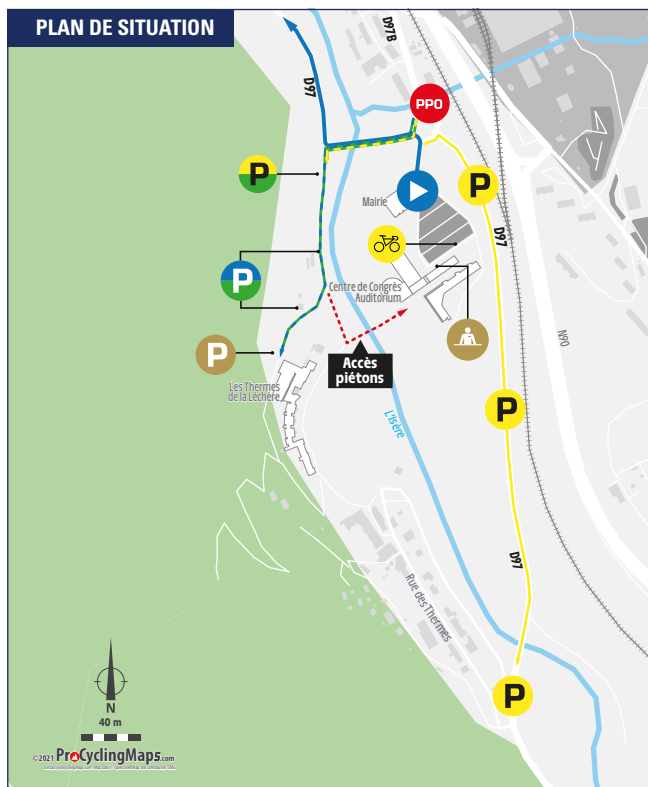 PLAN DE SITUATION
D97B
D97
D97
PPO
P
P
Mairie
D97
P
Centre de Congrès
Auditorium
N90
P
Accès
piétons
Les Thermes
de la Léchère
L'Isère
P
D97
Rue des Thermes
P
N
40 m
©2021 ProCyclingMaps.com